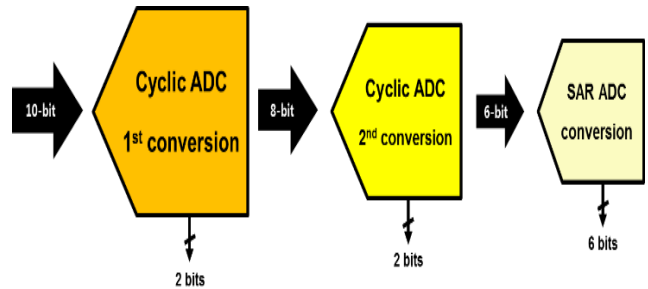 10-bit
Cyclic ADC
1st conversion
2 bits
8-bit
Cyclic ADC
2nd conversion
2 bits
6-bit
SAR ADC
conversion
6 bits